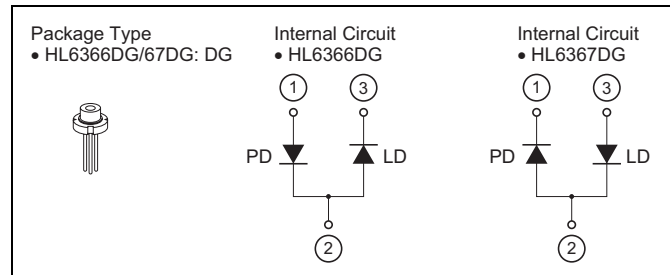 Package Type
• HL6366DG/67DG: DG
Internal Circuit
• HL6366DG
1 3
PD LD
2
Internal Circuit
• HL6367DG
1 3
PD LD
2